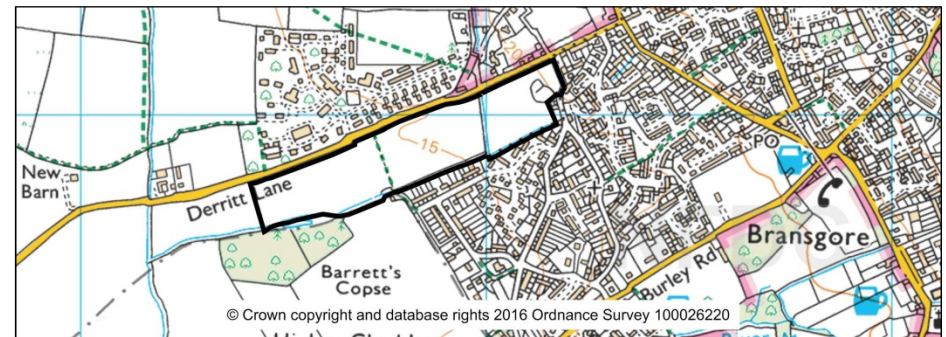 20
15
New
Barn
Derritt Lane
PO
Bransgore
Burley Rd
Barrett's
Copse
© Crown copyright and database rights 2016 Ordnance Survey 100026220